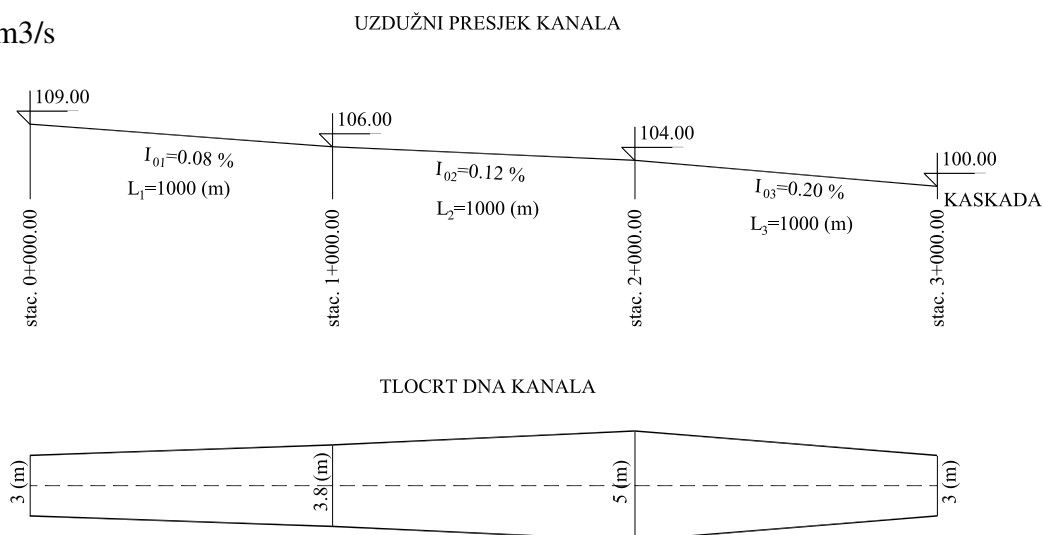 m3/s
UZDUŽNI PRESJEK KANALA
109.00
106.00
104.00
100.00
I01=0.08 %
L1=1000 (m)
I02=0.12 %
L2=1000 (m)
I03=0.20 %
L3=1000 (m)
KASKADA
stac. 0+000.00
stac. 1+000.00
stac. 2+000.00
stac. 3+000.00
TLOCRT DNA KANALA
3 (m)
3.8 (m)
5 (m)
3 (m)